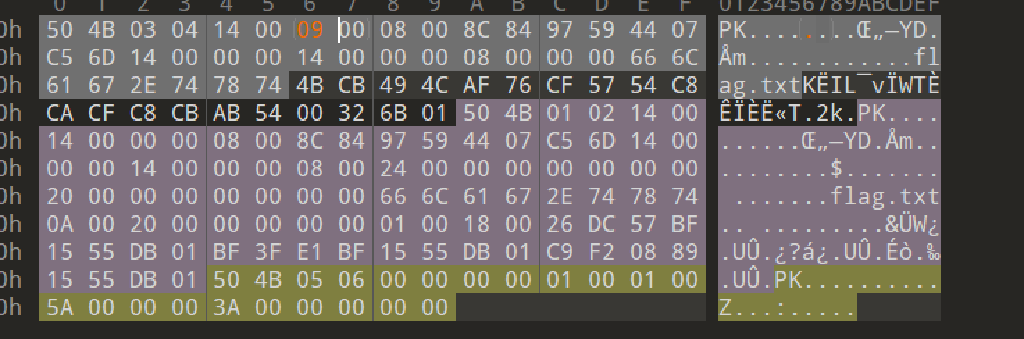 0 1 2 3 4 5 6 7 8 9 A B C D E F 0123456789ABCDEF
0h 50 4B 03 04 14 00 09 00 08 00 8C 84 97 59 44 07 PK....(..)..Œ„—YD.
0h C5 6D 14 00 00 00 14 00 00 00 08 00 00 00 66 6C Åm............fl
0h 61 67 2E 74 78 74 4B CB 49 4C AF 76 CF 57 54 C8 ag.txtKËIL¯vÏWTÈ
0h CA CF C8 CB AB 54 00 32 6B 01 50 4B 01 02 14 00 ÊÏÈË«T.2k.PK....
0h 14 00 00 00 08 00 8C 84 97 59 44 07 C5 6D 14 00 ......Œ„—YD.Åm..
0h 00 00 14 00 00 00 08 00 24 00 00 00 00 00 00 00 ........$.......
0h 20 00 00 00 00 00 00 00 66 6C 61 67 2E 74 78 74 .......flag.txt
0h 0A 00 20 00 00 00 00 00 01 00 18 00 26 DC 57 BF .. .........&ÜW¿
0h 15 55 DB 01 BF 3F E1 BF 15 55 DB 01 C9 F2 08 89 .UÛ.¿?á¿.UÛ.Éò.‰
0h 15 55 DB 01 50 4B 05 06 00 00 00 00 01 00 01 00 .UÛ.PK..........
0h 5A 00 00 00 3A 00 00 00 00 00 Z...:.....